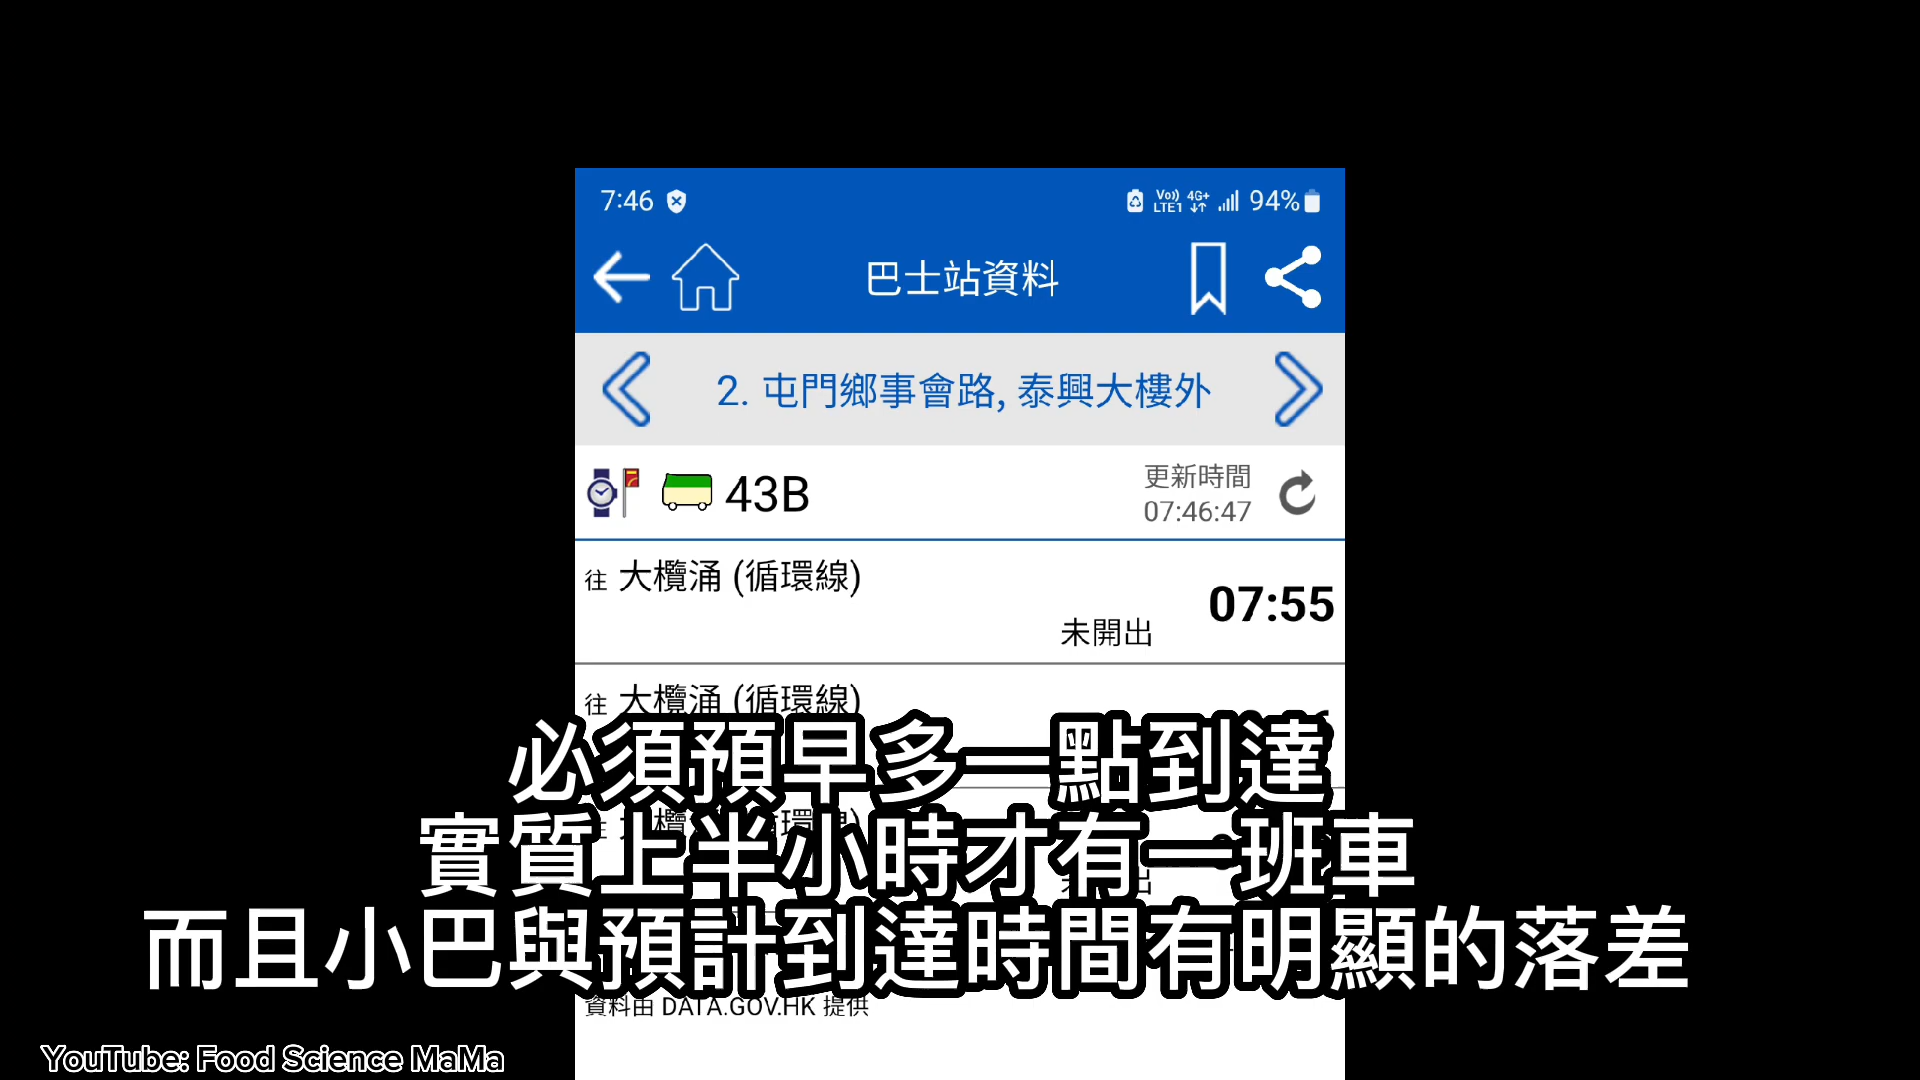 7:46
Vo)) LTE1 4G+ 94%
巴士站資料
2. 屯門鄉事會路, 泰興大樓外
43B
更新時間
07:46:47
往 大欖涌 (循環線)
07:55
未開出
往 大欖涌 (循環線)
必須預早多一點到達
實質上半小時才有一班車
而且小巴與預計到達時間有明顯的落差
資料由 DATA.GOV.HK 提供
YouTube: Food Science MaMa